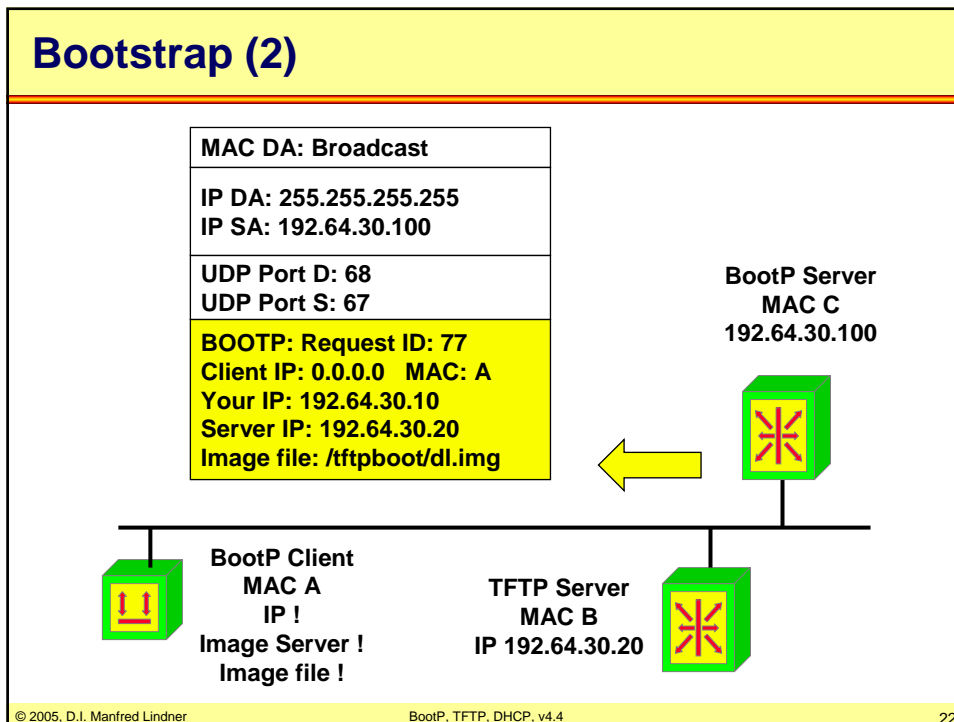 Bootstrap (2)
MAC DA: Broadcast
IP DA: 255.255.255.255
IP SA: 192.64.30.100
UDP Port D: 68
UDP Port S: 67
BOOTP: Request ID: 77
Client IP: 0.0.0.0 MAC: A
Your IP: 192.64.30.10
Server IP: 192.64.30.20
Image file: /tftpboot/dl.img
BootP Server
MAC C
192.64.30.100
BootP Client
MAC A
IP !
Image Server !
Image file !
TFTP Server
MAC B
IP 192.64.30.20
© 2005, D.I. Manfred Lindner
BootP, TFTP, DHCP, v4.4
22